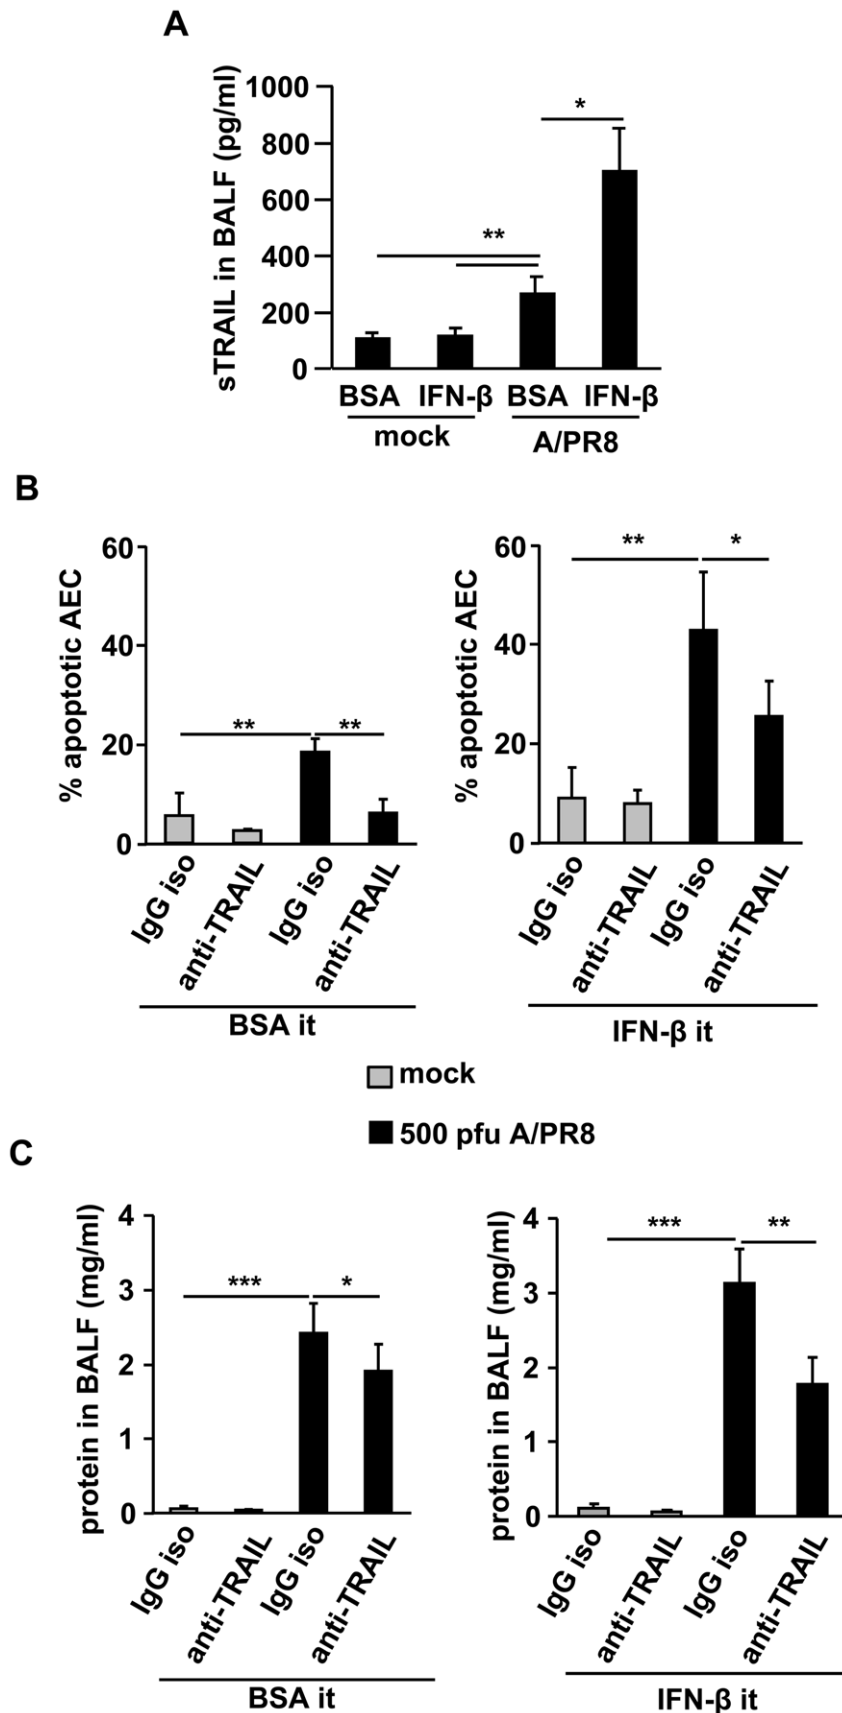 A
sTRAIL in BALF (pg/ml)
1000
800
600
400
200
0
*
**
BSA IFN-β BSA IFN-β
mock A/PR8
B
% apoptotic AEC
60
40
20
0
** **
IgG iso anti-TRAIL IgG iso anti-TRAIL
BSA it
% apoptotic AEC
60
40
20
0
** *
IgG iso anti-TRAIL IgG iso anti-TRAIL
IFN-β it
mock
500 pfu A/PR8
C
protein in BALF (mg/ml)
4
3
2
1
0
*** *
IgG iso anti-TRAIL IgG iso anti-TRAIL
BSA it
protein in BALF (mg/ml)
4
3
2
1
0
*** **
IgG iso anti-TRAIL IgG iso anti-TRAIL
IFN-β it